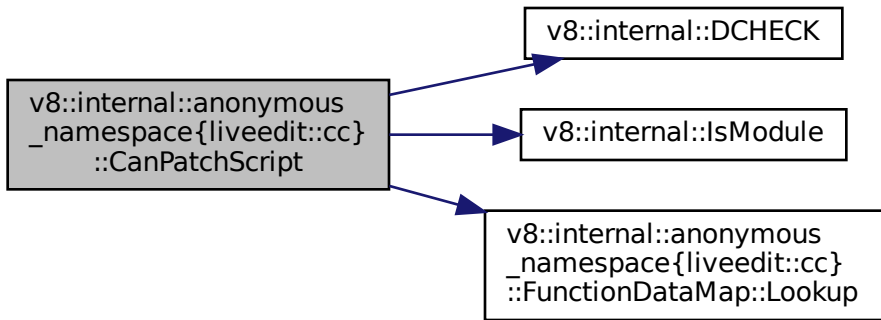 v8::internal::anonymous
_namespace{liveedit::cc}
::CanPatchScript
v8::internal::DCHECK
v8::internal::IsModule
v8::internal::anonymous
_namespace{liveedit::cc}
::FunctionDataMap::Lookup